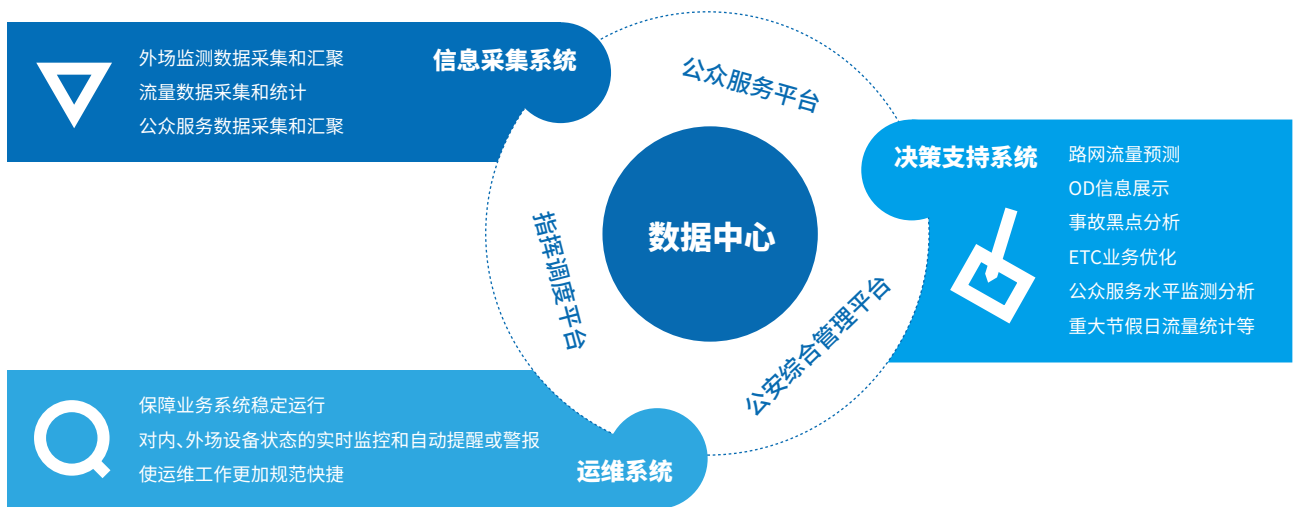 信息采集系统
外场监测数据采集和汇聚
流量数据采集和统计
公众服务数据采集和汇聚
公众服务平台
指挥调度平台
公安综合管理平台
数据中心
决策支持系统
路网流量预测
OD信息展示
事故黑点分析
ETC业务优化
公众服务水平监测分析
重大节假日流量统计等
保障业务系统稳定运行
对内、外场设备状态的实时监控和自动提醒或警报
使运维工作更加规范快捷
运维系统